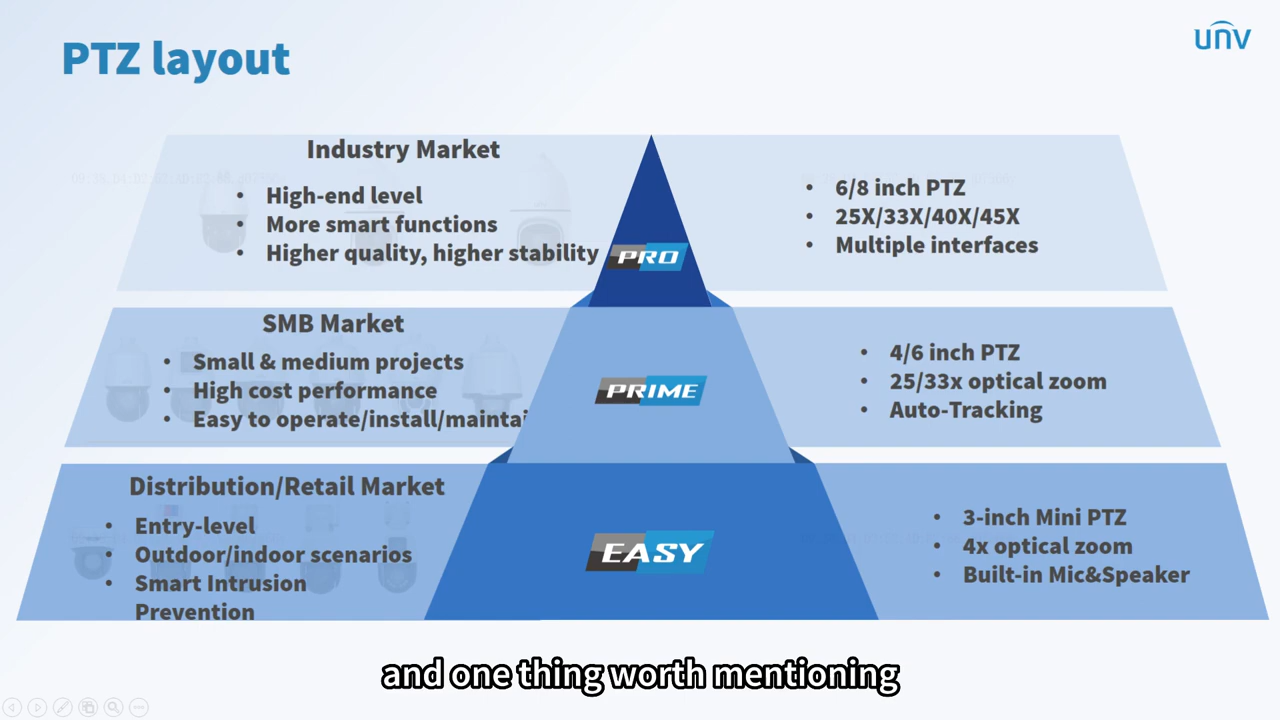 PTZ layout
unv
Industry Market
• High-end level
• More smart functions
• Higher quality, higher stability
PRO
• 6/8 inch PTZ
• 25X/33X/40X/45X
• Multiple interfaces
SMB Market
• Small & medium projects
• High cost performance
• Easy to operate/install/maintai
PRIME
• 4/6 inch PTZ
• 25/33x optical zoom
• Auto-Tracking
Distribution/Retail Market
• Entry-level
• Outdoor/indoor scenarios
• Smart Intrusion
Prevention
EASY
• 3-inch Mini PTZ
• 4x optical zoom
• Built-in Mic&Speaker
and one thing worth mentioning